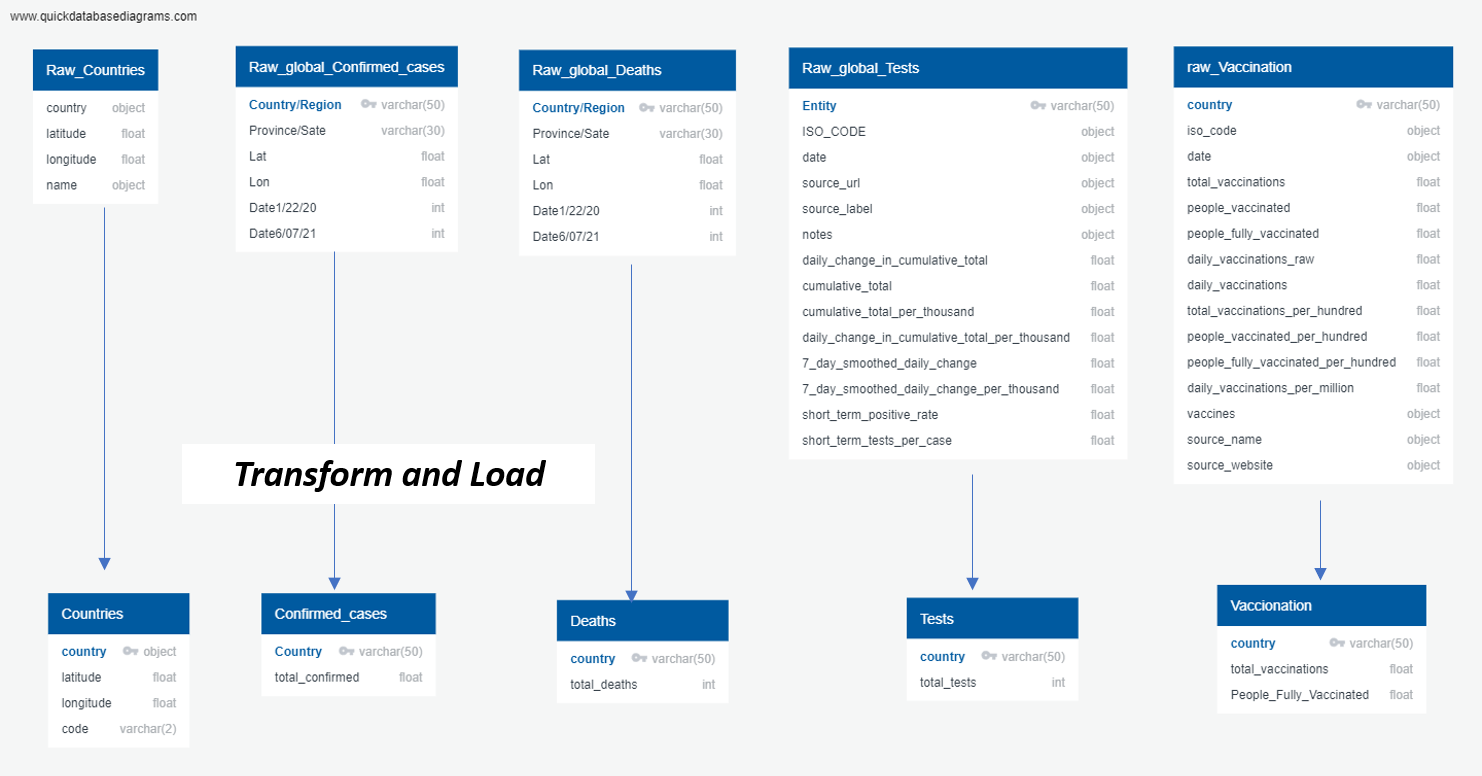 www.quickdatabasediagrams.com
Raw_Countries
country object
latitude float
longitude float
name object
Raw_global_Confirmed_cases
Country/Region varchar(50)
Province/Sate varchar(30)
Lat float
Lon float
Date1/22/20 int
Date6/07/21 int
Raw_global_Deaths
Country/Region varchar(50)
Province/Sate varchar(30)
Lat float
Lon float
Date1/22/20 int
Date6/07/21 int
Raw_global_Tests
Entity varchar(50)
ISO_CODE object
date object
source_url object
source_label object
notes object
daily_change_in_cumulative_total float
cumulative_total float
cumulative_total_per_thousand float
daily_change_in_cumulative_total_per_thousand float
7_day_smoothed_daily_change float
7_day_smoothed_daily_change_per_thousand float
short_term_positive_rate float
short_term_tests_per_case float
raw_Vaccination
country varchar(50)
iso_code object
date object
total_vaccinations float
people_vaccinated float
people_fully_vaccinated float
daily_vaccinations_raw float
daily_vaccinations float
total_vaccinations_per_hundred float
people_vaccinated_per_hundred float
people_fully_vaccinated_per_hundred float
daily_vaccinations_per_million float
vaccines object
source_name object
source_website object
Transform and Load
Countries
country object
latitude float
longitude float
code varchar(2)
Confirmed_cases
Country varchar(50)
total_confirmed float
Deaths
country varchar(50)
total_deaths int
Tests
country varchar(50)
total_tests int
Vaccionation
country varchar(50)
total_vaccinations float
People_Fully_Vaccinated float